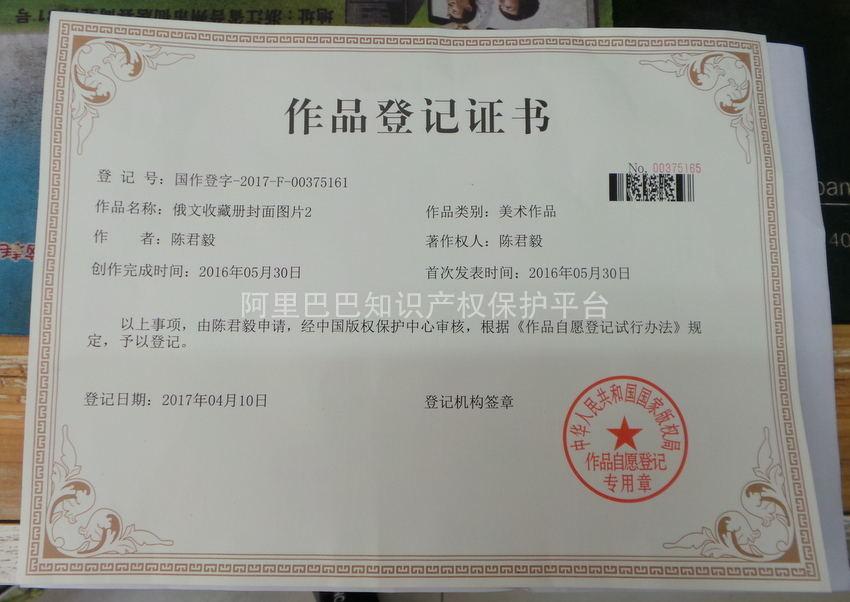 作品登记证书
No. 00375165
登 记 号：国作登字-2017-F-00375161
作品名称：俄文收藏册封面图片2
作品类别：美术作品
作 者：陈君毅
著作权人：陈君毅
创作完成时间：2016年05月30日
首次发表时间：2016年05月30日
阿里巴巴知识产权保护平台
以上事项，由陈君毅申请，经中国版权保护中心审核，根据《作品自愿登记试行办法》规
定，予以登记。
登记日期：2017年04月10日
登记机构签章
中华人民共和国国家版权局
作品自愿登记
专用章